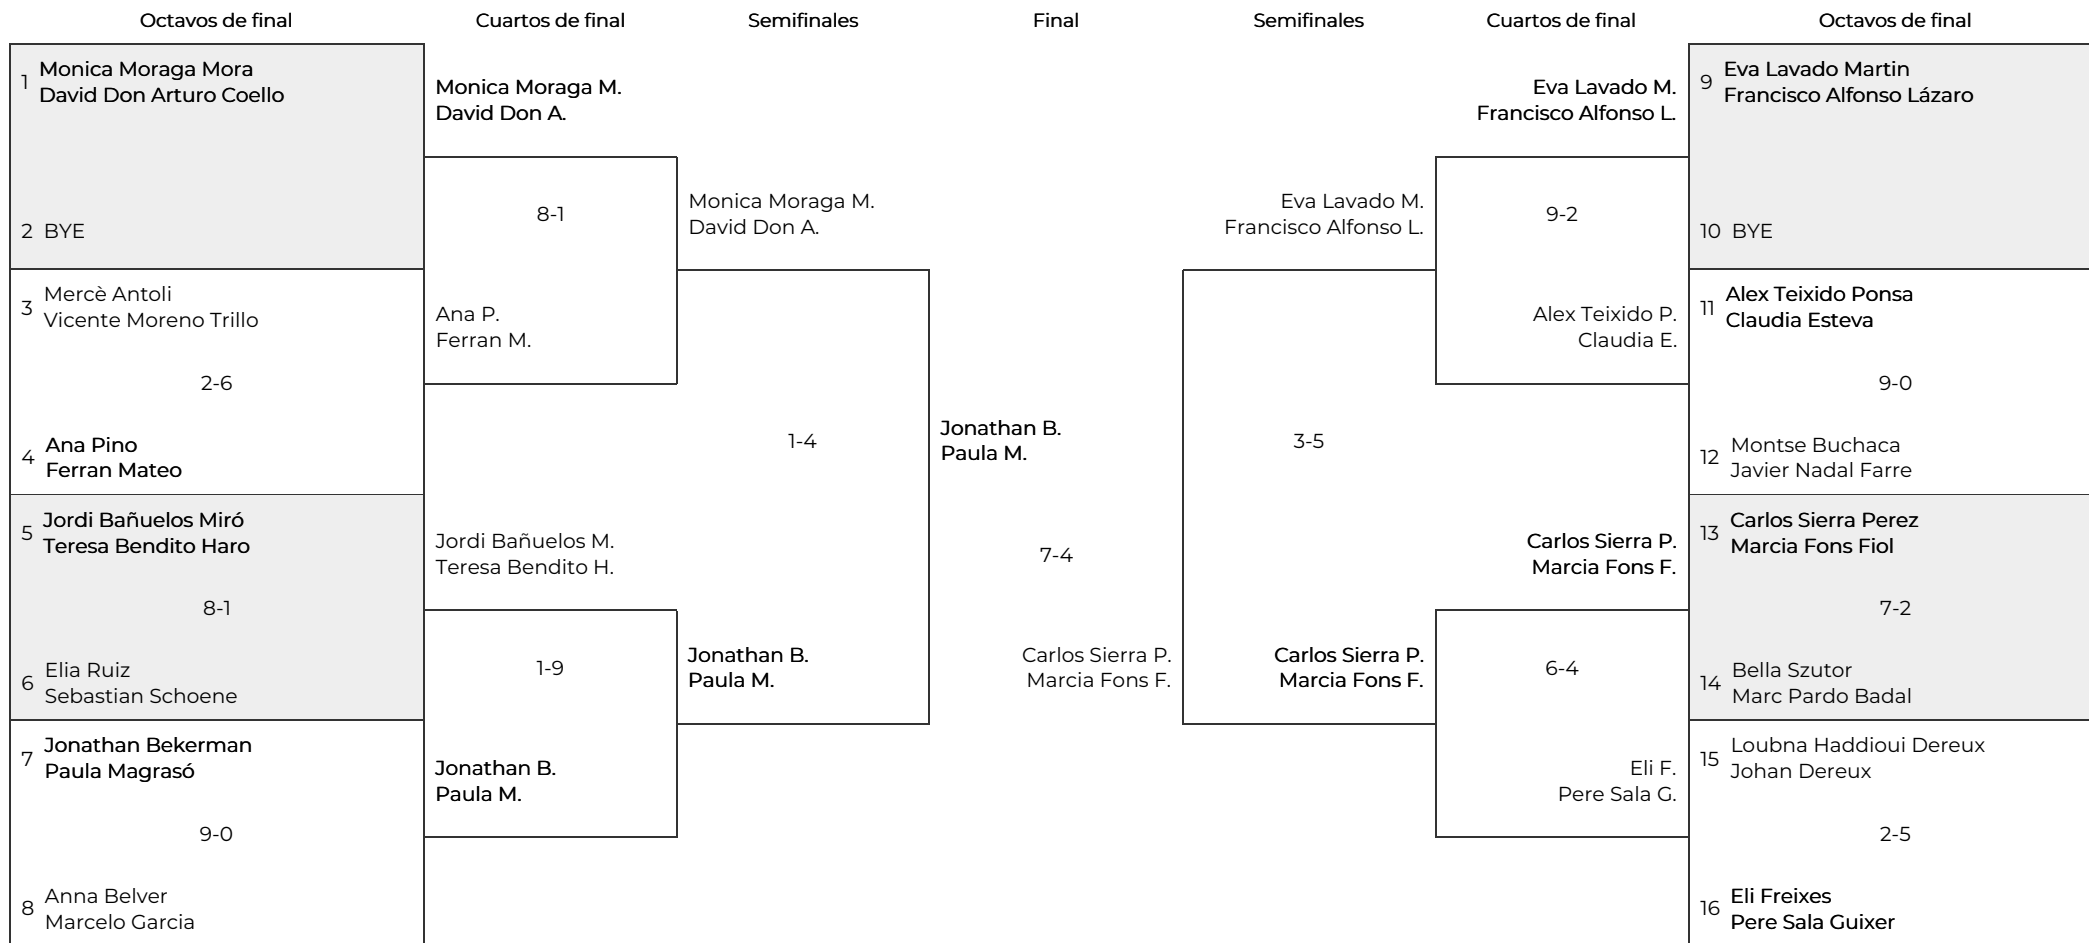 Octavos de final
Cuartos de final
Semifinales
Final
Semifinales
Cuartos de final
Octavos de final
1
Monica Moraga Mora
David Don Arturo Coello
2 BYE
3
Mercè Antoli
Vicente Moreno Trillo
2-6
4
Ana Pino
Ferran Mateo
5
Jordi Bañuelos Miró
Teresa Bendito Haro
8-1
6
Elia Ruiz
Sebastian Schoene
7
Jonathan Bekerman
Paula Magrasó
9-0
8
Anna Belver
Marcelo Garcia
Monica Moraga M.
David Don A.
8-1
Ana P.
Ferran M.
Jordi Bañuelos M.
Teresa Bendito H.
1-9
Jonathan B.
Paula M.
Monica Moraga M.
David Don A.
1-4
Jonathan B.
Paula M.
Jonathan B.
Paula M.
7-4
Carlos Sierra P.
Marcia Fons F.
Eva Lavado M.
Francisco Alfonso L.
3-5
Carlos Sierra P.
Marcia Fons F.
Eva Lavado M.
Francisco Alfonso L.
9-2
Alex Teixido P.
Claudia E.
Carlos Sierra P.
Marcia Fons F.
6-4
Eli F.
Pere Sala G.
9
Eva Lavado Martin
Francisco Alfonso Lázaro
10 BYE
11
Alex Teixido Ponsa
Claudia Esteva
9-0
12
Montse Buchaca
Javier Nadal Farre
13
Carlos Sierra Perez
Marcia Fons Fiol
7-2
14
Bella Szutor
Marc Pardo Badal
15
Loubna Haddioui Dereux
Johan Dereux
2-5
16
Eli Freixes
Pere Sala Guixer